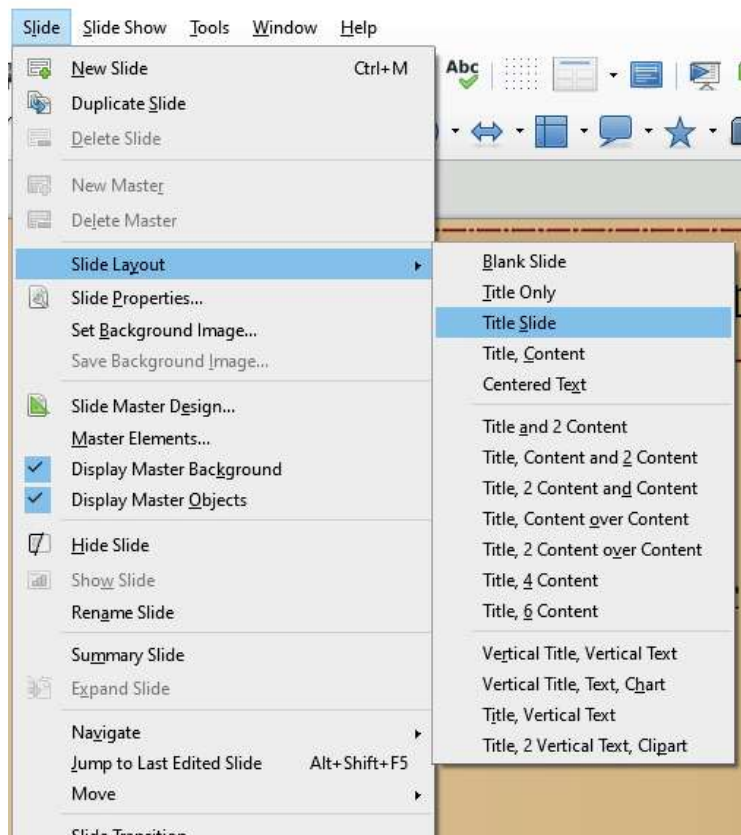 Slide Slide Show Tools Window Help
New Slide Ctrl+M
Duplicate Slide
Delete Slide
New Master
Delete Master
Slide Layout
Slide Properties...
Set Background Image...
Save Background Image...
Slide Master Design...
Master Elements...
Display Master Background
Display Master Objects
Hide Slide
Show Slide
Rename Slide
Summary Slide
Expand Slide
Navigate
Jump to Last Edited Slide Alt+Shift+F5
Move
Slide Transition
Abc
Blank Slide
Title Only
Title Slide
Title, Content
Centered Text
Title and 2 Content
Title, Content and 2 Content
Title, 2 Content and Content
Title, Content over Content
Title, 2 Content over Content
Title, 4 Content
Title, 6 Content
Vertical Title, Vertical Text
Vertical Title, Text, Chart
Title, Vertical Text
Title, 2 Vertical Text, Clipart